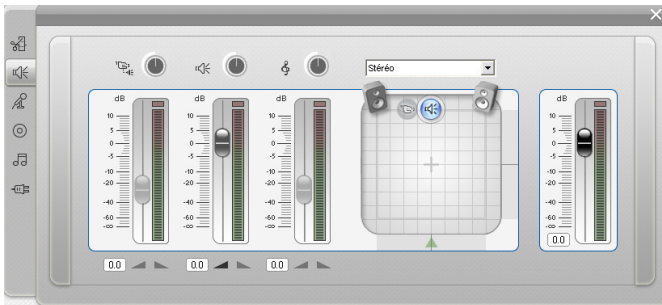 Stéréo
dB dB dB dB
10 10 10 10
5 5 5 5
0 0 0 0
-5 -5 -5 -5
-10 -10 -10 -10
-20 -20 -20 -20
-40 -40 -40 -40
-60 -60 -60 -60
-∞ -∞ -∞ -∞
0.0
0.0 0.0 0.0